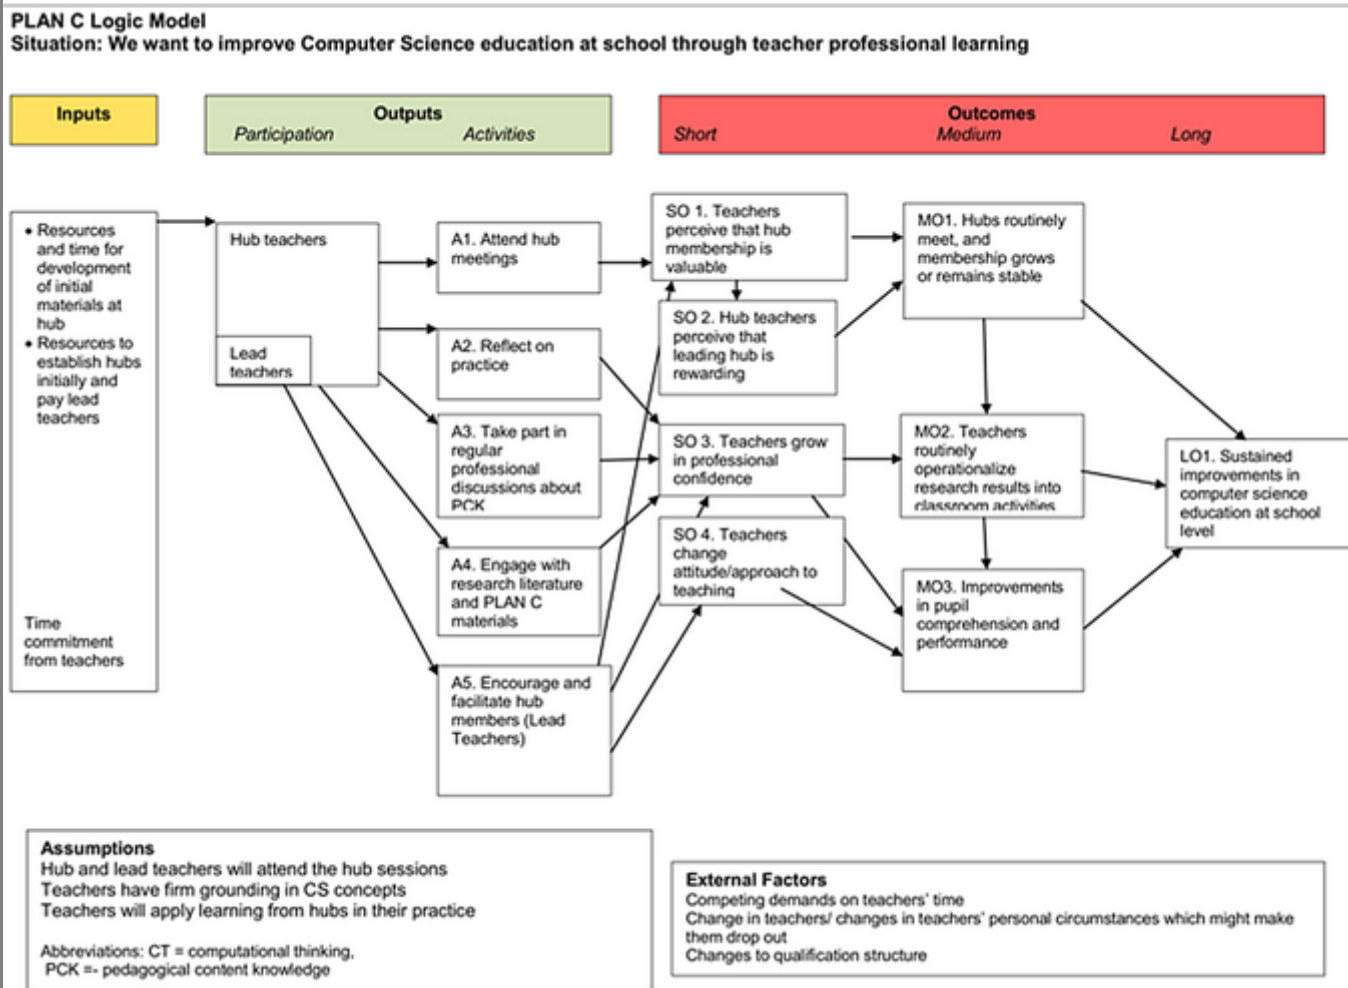 PLAN C Logic Model
Situation: We want to improve Computer Science education at school through teacher professional learning
Inputs
Outputs
Participation
Activities
Outcomes
Short
Medium
Long
• Resources
and time for
development
of initial
materials at
hub
• Resources to
establish hubs
initially and
pay lead
teachers
Time
commitment
from teachers
Hub teachers
Lead
teachers
A1. Attend hub
meetings
A2. Reflect on
practice
A3. Take part in
regular
professional
discussions about
PCK
A4. Engage with
research literature
and PLAN C
materials
A5. Encourage and
facilitate hub
members (Lead
Teachers)
SO 1. Teachers
perceive that hub
membership is
valuable
SO 2. Hub teachers
perceive that
leading hub is
rewarding
SO 3. Teachers grow
in professional
confidence
SO 4. Teachers
change
attitude/approach to
teaching
MO1. Hubs routinely
meet, and
membership grows
or remains stable
MO2. Teachers
routinely
operationalize
research results into
classroom activities
MO3. Improvements
in pupil
comprehension and
performance
LO1. Sustained
improvements in
computer science
education at school
level
Assumptions
Hub and lead teachers will attend the hub sessions
Teachers have firm grounding in CS concepts
Teachers will apply learning from hubs in their practice
Abbreviations: CT = computational thinking,
PCK =- pedagogical content knowledge
External Factors
Competing demands on teachers' time
Change in teachers/ changes in teachers' personal circumstances which might make
them drop out
Changes to qualification structure